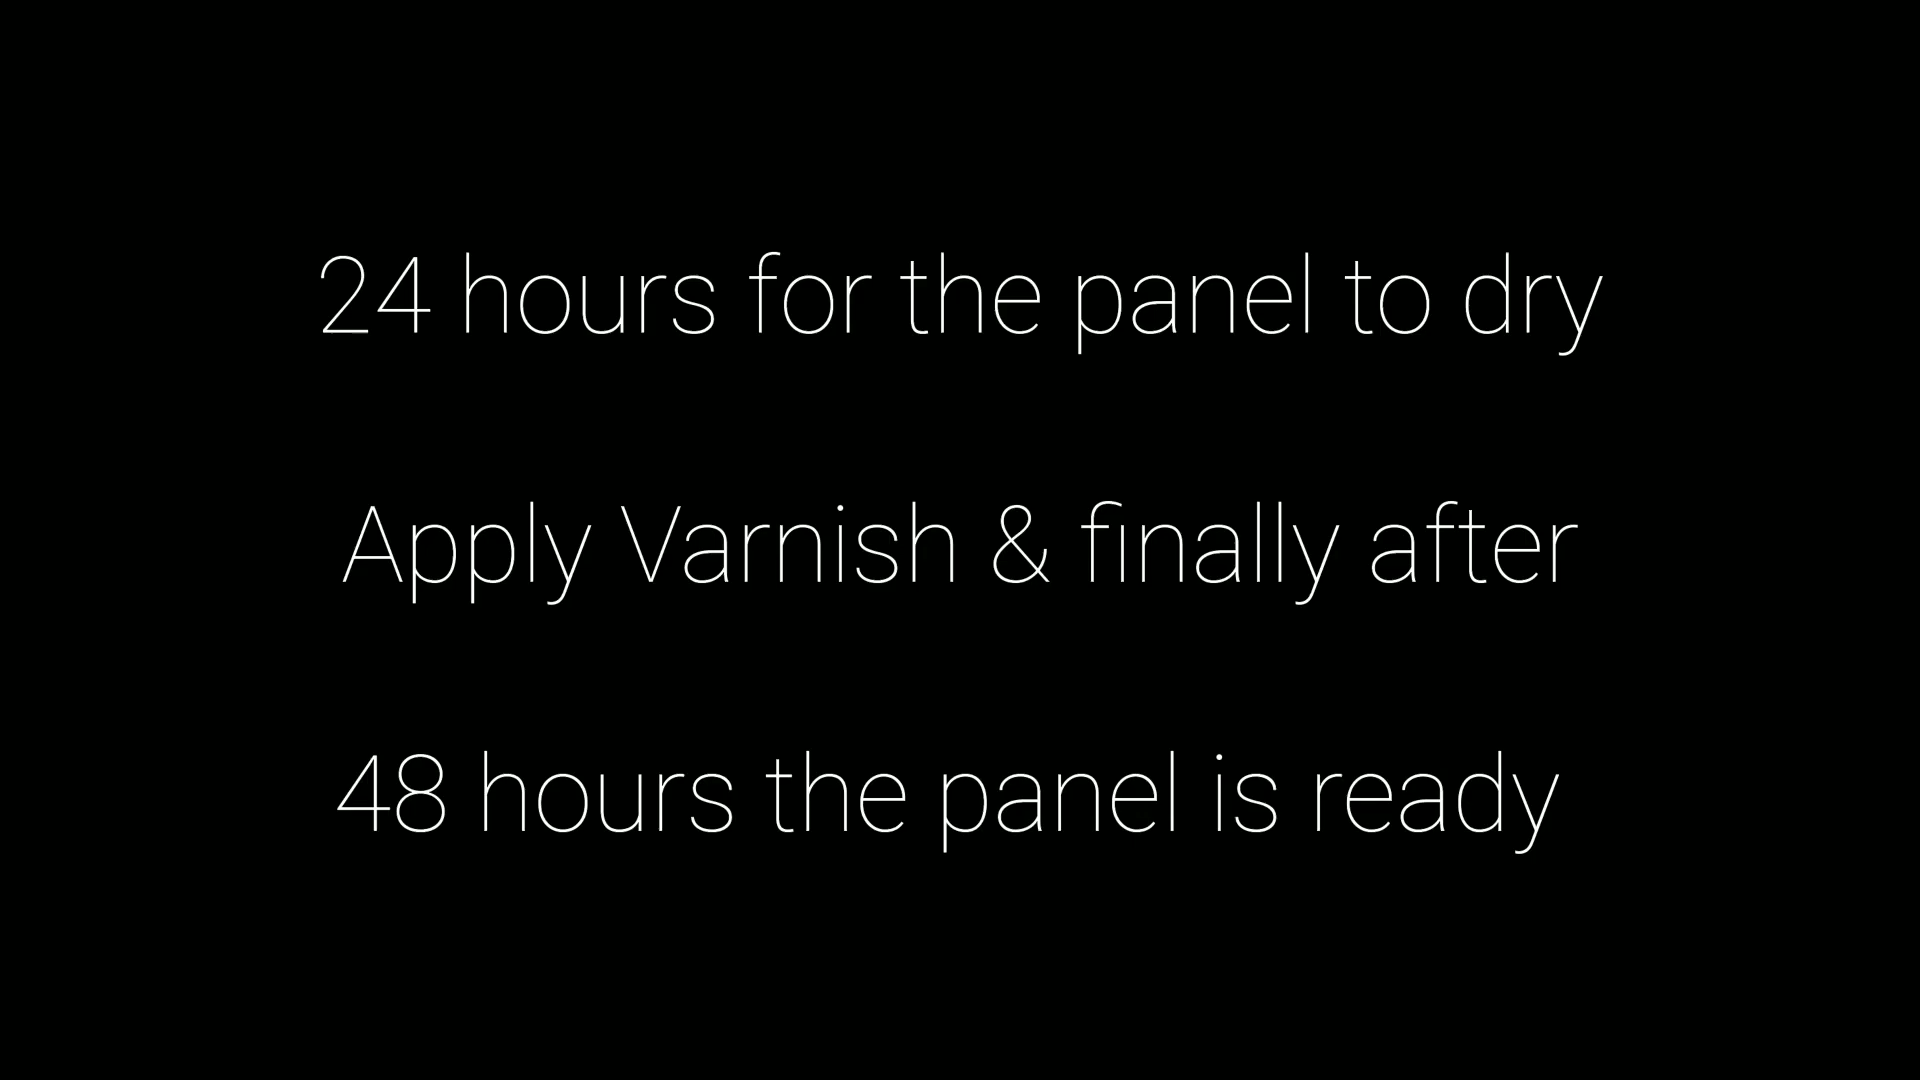 24 hours for the panel to dry
Apply Varnish & finally after
48 hours the panel is ready